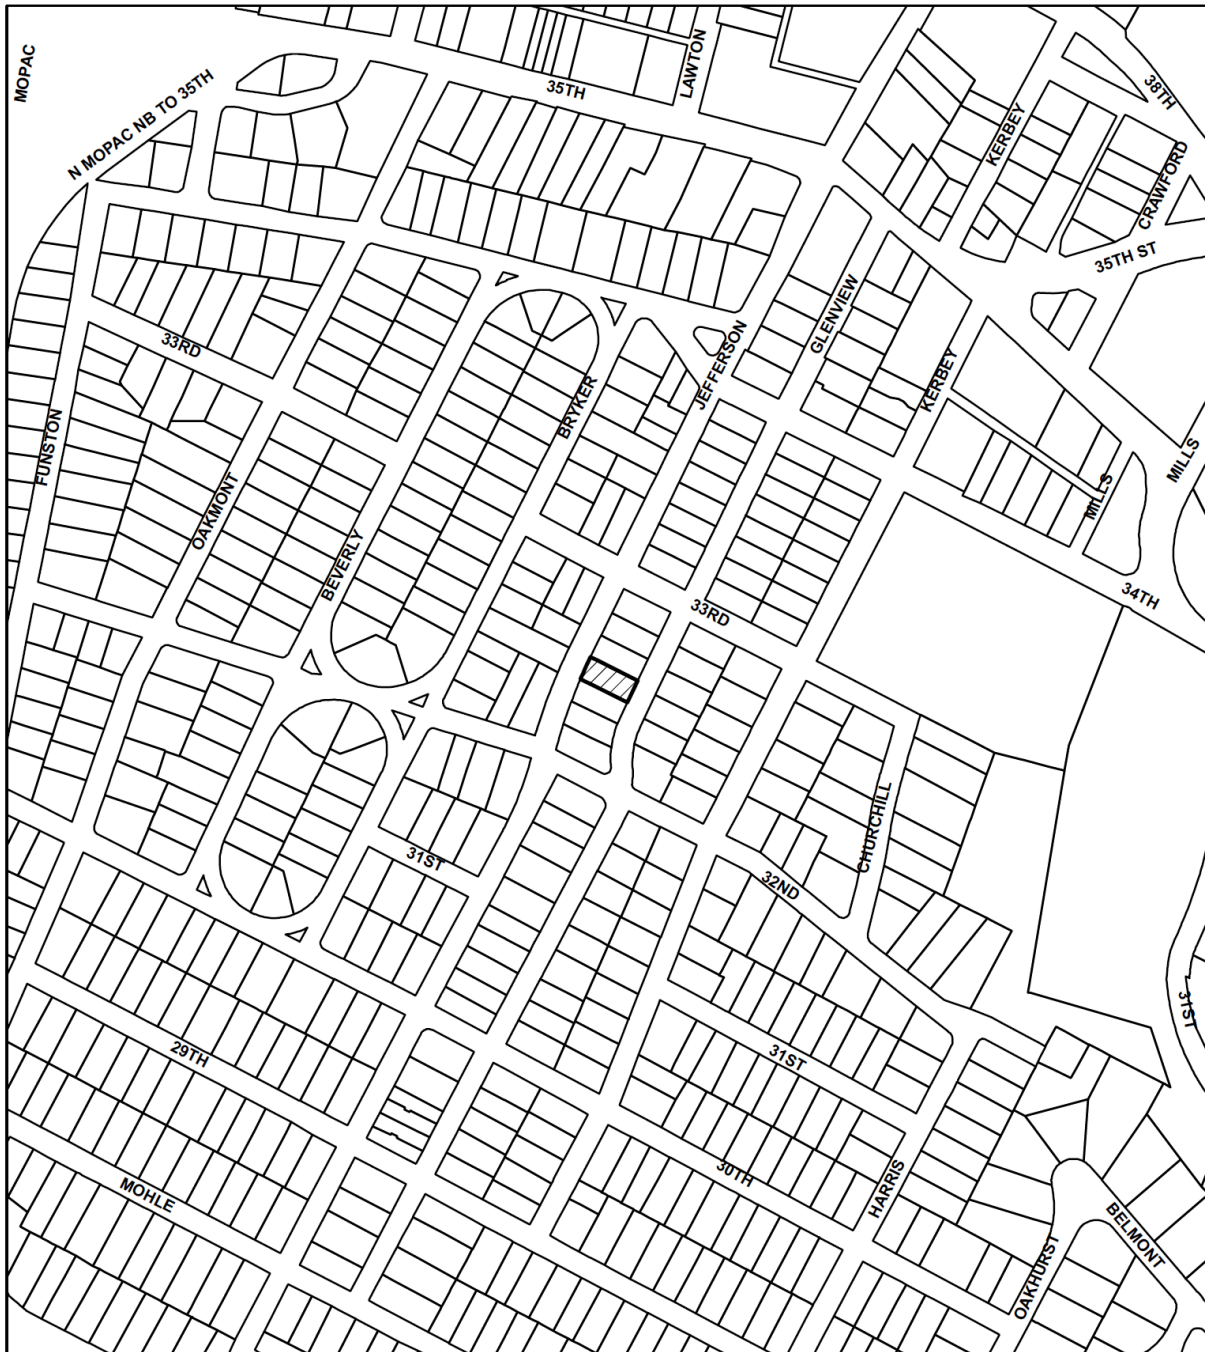 MOPAC
N MOPAC NB TO 35TH
35TH
LAWTON
38TH
KERBEY
CRAWFORD
35TH ST
GLENVIEW
33RD
JEFFERSON
KERBEY
BRYKER
FUNSTON
MILLS
MILLS
OAKMONT
BEVERLY
34TH
33RD
CHURCHILL
31ST
32ND
31ST
29TH
31ST
30TH
HARRIS
MOHLE
BELMONT
OAKHURST